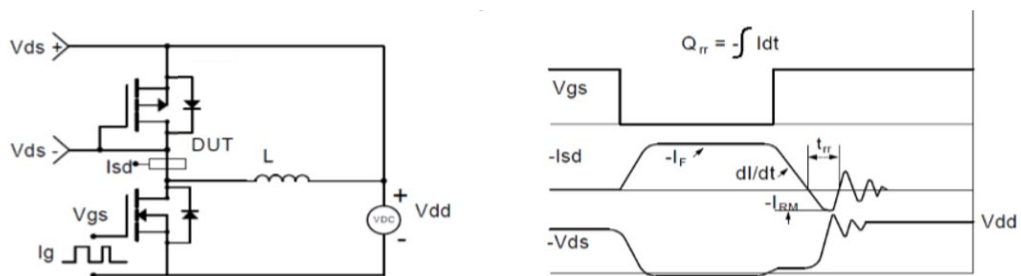 Vds +
Vds -
DUT
Isd
L
Vgs
Ig
+
VDC
-
Vdd
Qrr = -∫ Idt
Vgs
-Isd
-IF
dI/dt
trr
-IRM
Vdd
-Vds